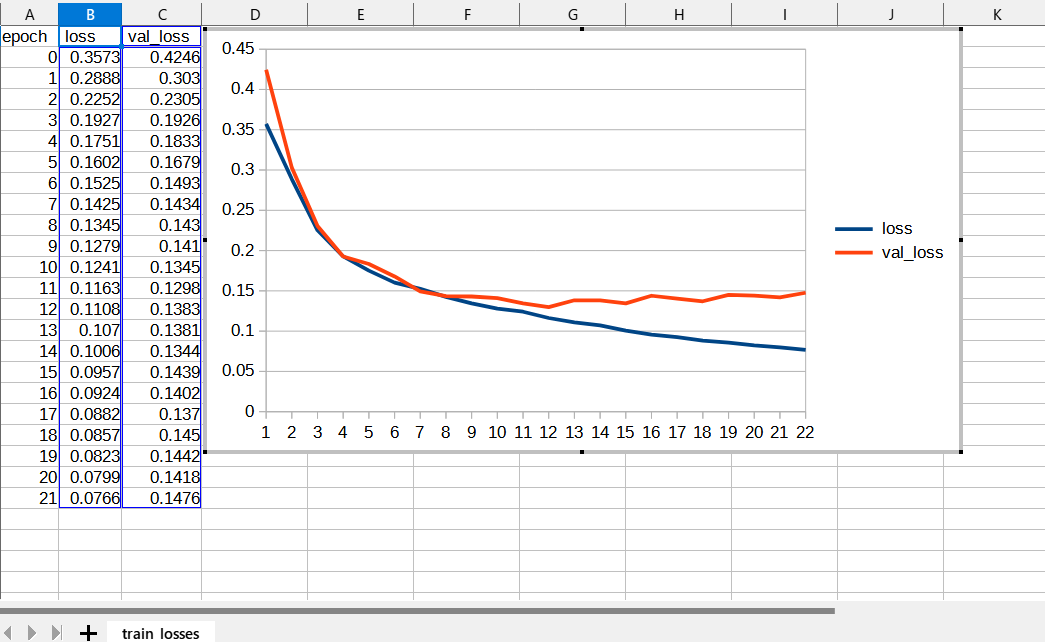 A B C D E F G H I J K
epoch loss val_loss
0 0.3573 0.4246
1 0.2888 0.303
2 0.2252 0.2305
3 0.1927 0.1926
4 0.1751 0.1833
5 0.1602 0.1679
6 0.1525 0.1493
7 0.1425 0.1434
8 0.1345 0.143
9 0.1279 0.141
10 0.1241 0.1345
11 0.1163 0.1298
12 0.1108 0.1383
13 0.107 0.1381
14 0.1006 0.1344
15 0.0957 0.1439
16 0.0924 0.1402
17 0.0882 0.137
18 0.0857 0.145
19 0.0823 0.1442
20 0.0799 0.1418
21 0.0766 0.1476
0.45
0.4
0.35
0.3
0.25
0.2
0.15
0.1
0.05
0
1 2 3 4 5 6 7 8 9 10 11 12 13 14 15 16 17 18 19 20 21 22
loss
val_loss
train_losses